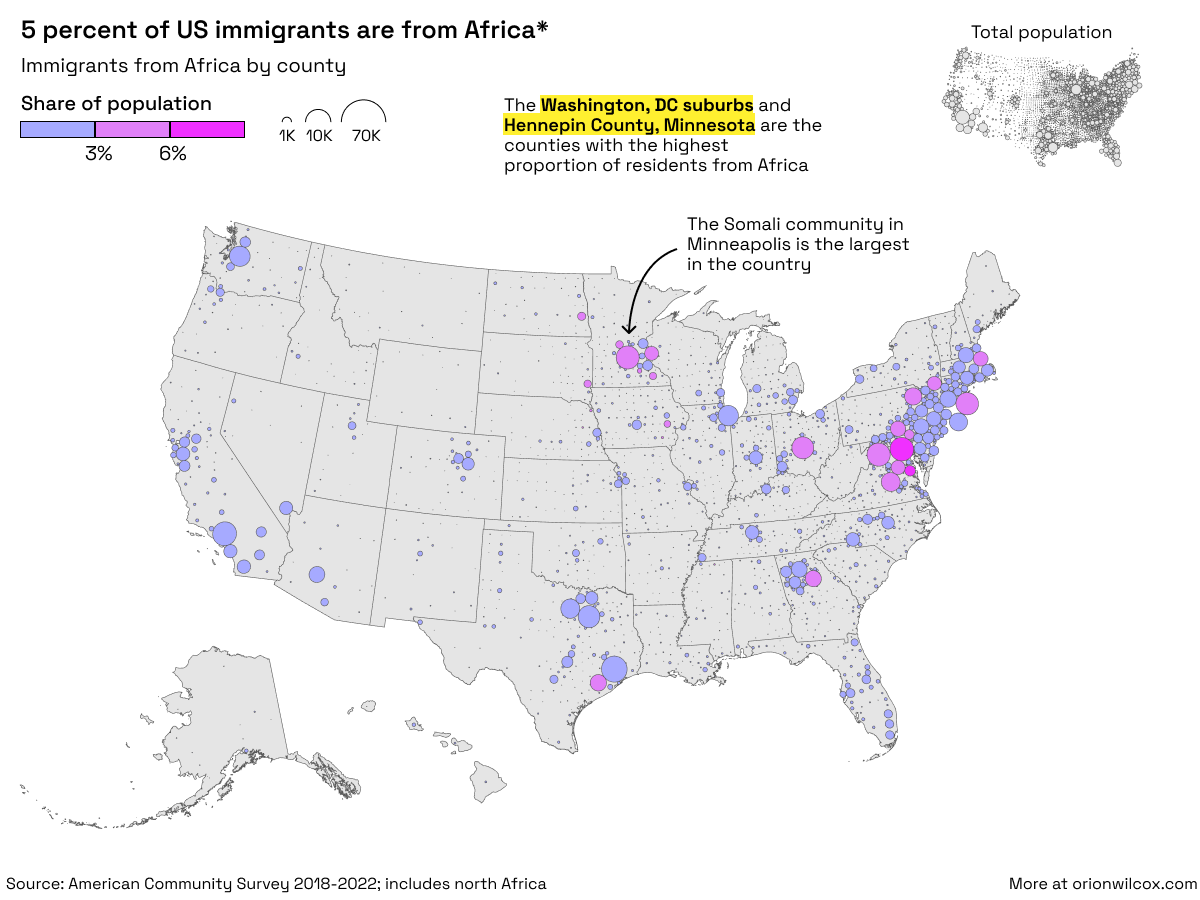 5 percent of US immigrants are from Africa*
Immigrants from Africa by county
Share of population
3%
6%
1K
10K
70K
The Washington, DC suburbs and
Hennepin County, Minnesota are the
counties with the highest
proportion of residents from Africa
Total population
The Somali community in
Minneapolis is the largest
in the country
Source: American Community Survey 2018-2022; includes north Africa
More at orionwilcox.com